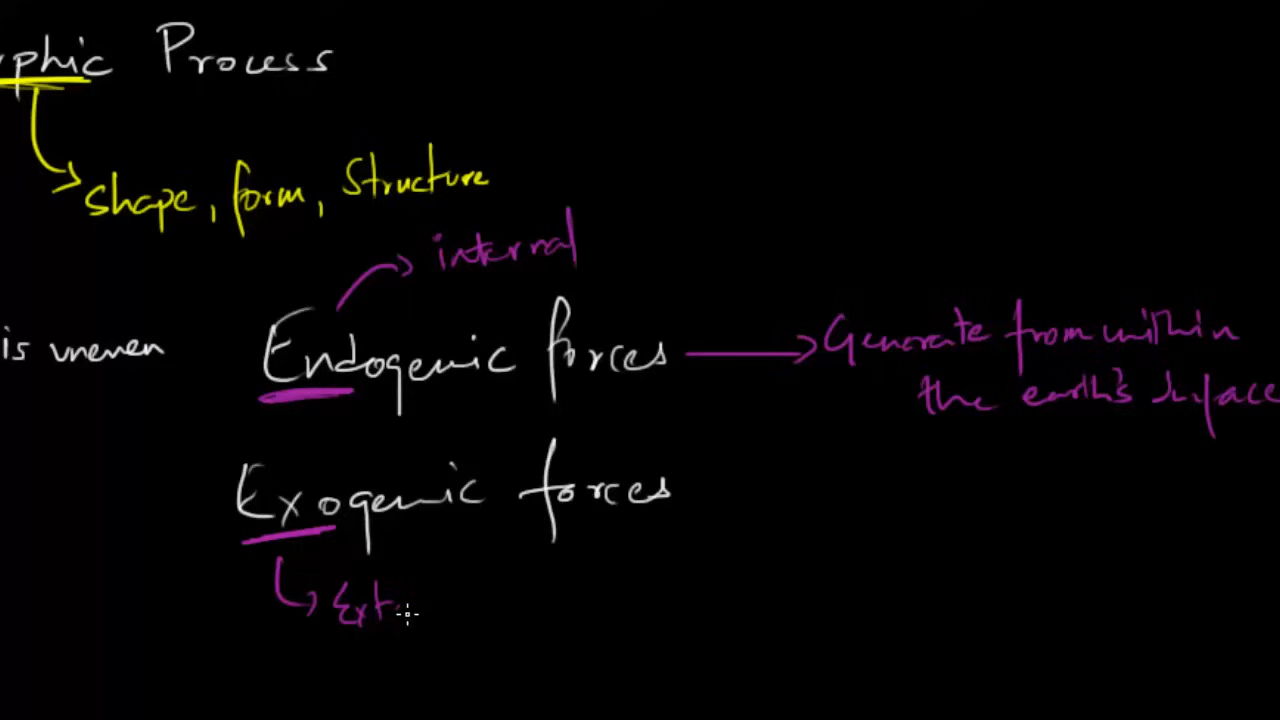 phic Process
shape, form, Structure
internal
is uneven
Endogenic forces
Generate from within
the earth's surface
Exogenic forces
Ext